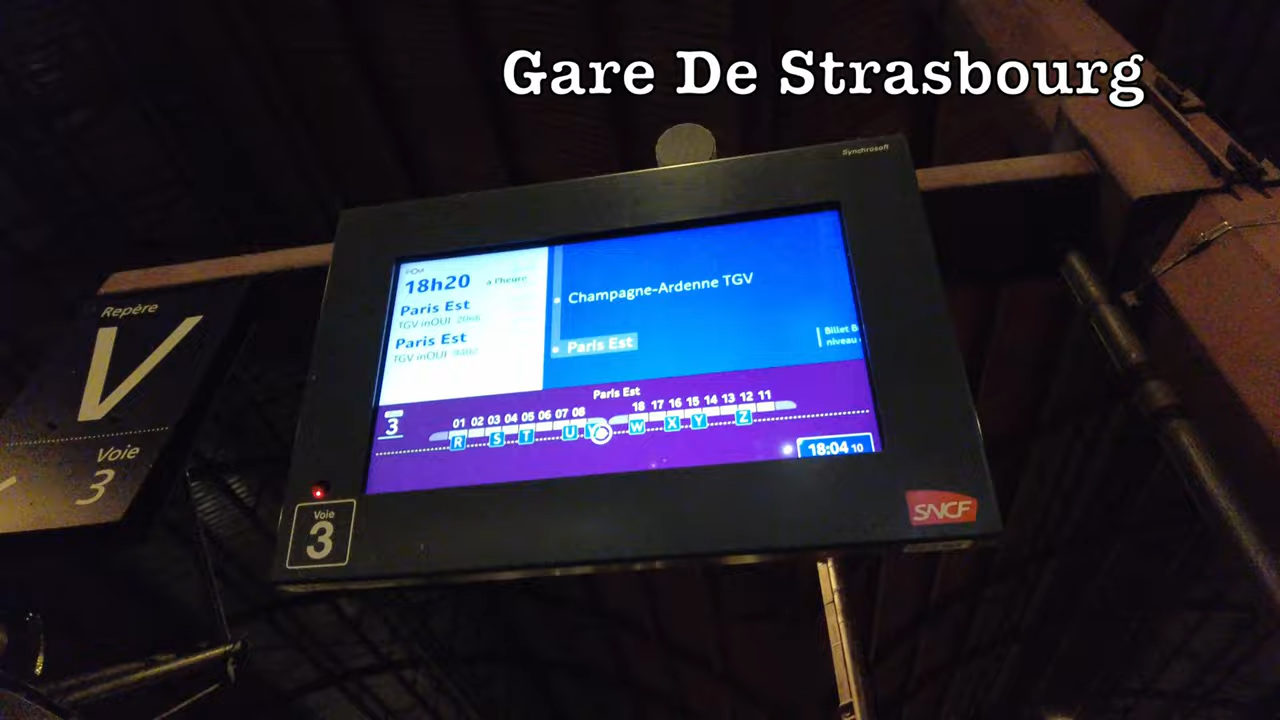 Gare De Strasbourg
Synchrosoft
Repère
V
Voie
3
18h20 à l'heure
Paris Est
TGV inOUI
Paris Est
TGV inOUI
Champagne-Ardenne TGV
Paris Est
Billet
niveau
Paris Est
3
01 02 03 04 05 06 07 08 18 17 16 15 14 13 12 11
R S T U V W X Y Z
18:04 10
Voie
3
SNCF